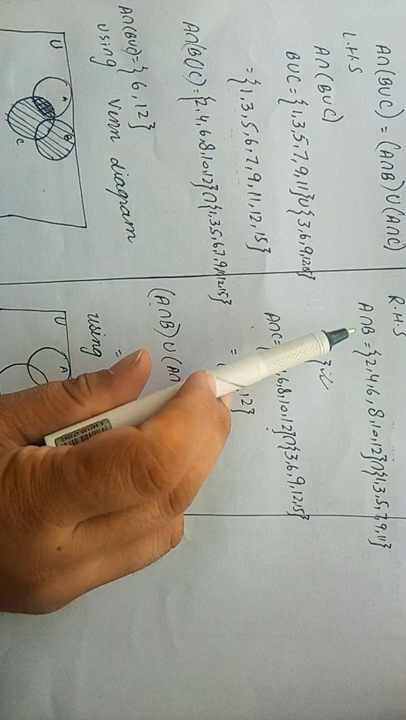 A∩(B∪C) = (A∩B)∪(A∩C)
L.H.S
A∩(B∪C)
B∪C = {1,3,5,7,9,11}∪{3,6,9,12,15}
= {1,3,5,6,7,9,11,12,15}
A∩(B∪C) = {2,4,6,8,10,12}∩{1,3,5,6,7,9,11,12,15}
A∩(B∪C) = {6,12}
using Venn diagram
U
A
B
C
R.H.S
A∩B = {2,4,6,8,10,12}∩{1,3,5,7,9,11}
}
A∩C = 6,8,10,12}∩{3,6,9,12,15}
= ,12}
(A∩B)∪(A∩
=
using
U
A